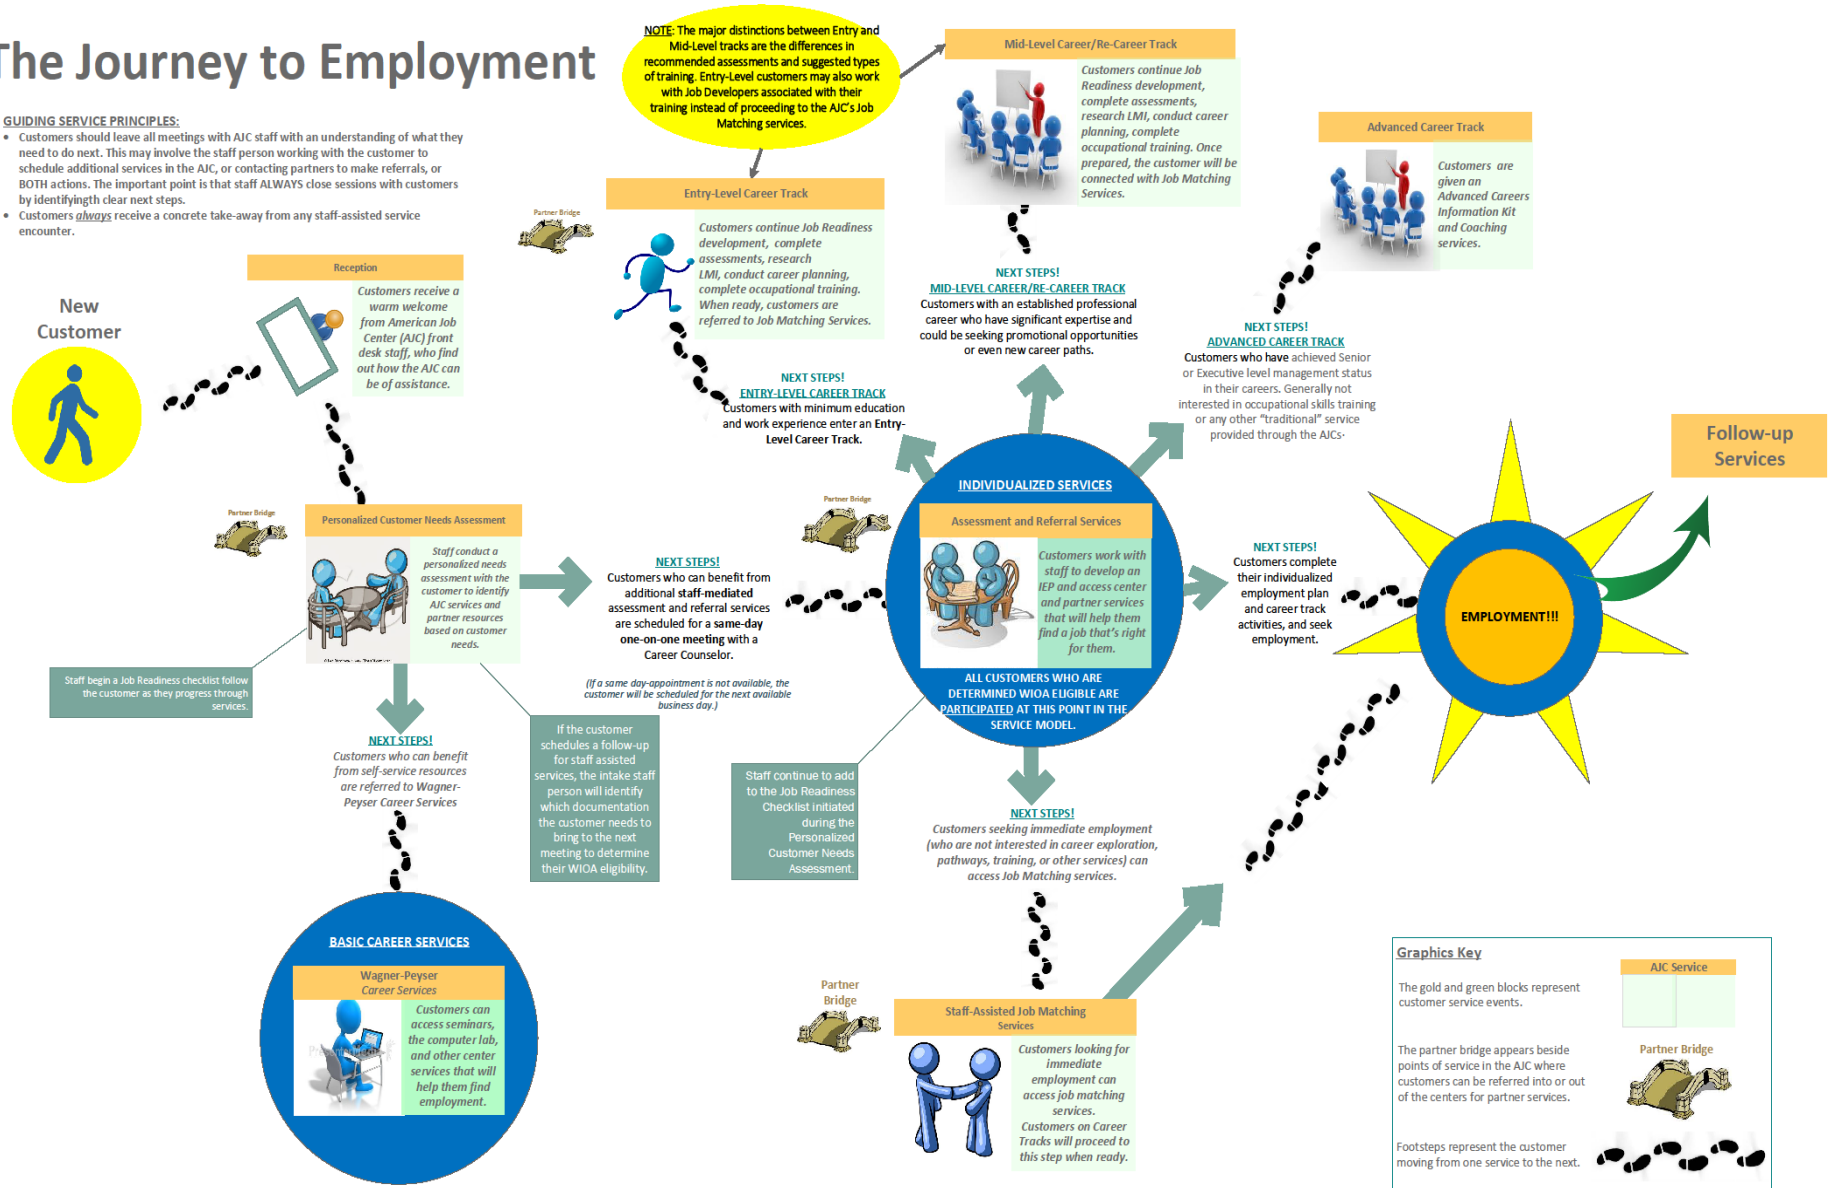 The Journey to Employment
GUIDING SERVICE PRINCIPLES:
• Customers should leave all meetings with AJC staff with an understanding of what they
need to do next. This may involve the staff person working with the customer to
schedule additional services in the AJC, or contacting partners to make referrals, or
BOTH actions. The important point is that staff ALWAYS close sessions with customers
by identifyingth clear next steps.
• Customers always receive a concrete take-away from any staff-assisted service
encounter.
New
Customer
Reception
Customers receive a
warm welcome
from American Job
Center (AJC) front
desk staff, who find
out how the AJC can
be of assistance.
Partner Bridge
Personalized Customer Needs Assessment
Staff conduct a
personalized needs
assessment with the
customer to identify
AJC services and
partner resources
based on customer
needs.
Staff begin a Job Readiness checklist follow
the customer as they progress through
services.
NEXT STEPS!
Customers who can benefit
from self-service resources
are referred to Wagner-
Peyser Career Services
If the customer
schedules a follow-up
for staff assisted
services, the intake staff
person will identify
which documentation
the customer needs to
bring to the next
meeting to determine
their WIOA eligibility.
BASIC CAREER SERVICES
Wagner-Peyser
Career Services
Customers can
access seminars,
the computer lab,
and other center
services that will
help them find
employment.
NEXT STEPS!
Customers who can benefit from
additional staff-mediated
assessment and referral services
are scheduled for a same-day
one-on-one meeting with a
Career Counselor.
(If a same day-appointment is not available, the
customer will be scheduled for the next available
business day.)
Partner Bridge
INDIVIDUALIZED SERVICES
Assessment and Referral Services
Customers work with
staff to develop an
IEP and access center
and partner services
that will help them
find a job that's right
for them.
ALL CUSTOMERS WHO ARE
DETERMINED WIOA ELIGIBLE ARE
PARTICIPATED AT THIS POINT IN THE
SERVICE MODEL.
Staff continue to add
to the Job Readiness
Checklist initiated
during the
Personalized
Customer Needs
Assessment.
NOTE: The major distinctions between Entry and
Mid-Level tracks are the differences in
recommended assessments and suggested types
of training. Entry-Level customers may also work
with Job Developers associated with their
training instead of proceeding to the AJC's Job
Matching services.
Partner Bridge
Entry-Level Career Track
Customers continue Job Readiness
development, complete
assessments, research
LMI, conduct career planning,
complete occupational training.
When ready, customers are
referred to Job Matching Services.
NEXT STEPS!
ENTRY-LEVEL CAREER TRACK
Customers with minimum education
and work experience enter an Entry-
Level Career Track.
Mid-Level Career/Re-Career Track
Customers continue Job
Readiness development,
complete assessments,
research LMI, conduct career
planning, complete
occupational training. Once
prepared, the customer will be
connected with Job Matching
Services.
NEXT STEPS!
MID-LEVEL CAREER/RE-CAREER TRACK
Customers with an established professional
career who have significant expertise and
could be seeking promotional opportunities
or even new career paths.
Advanced Career Track
Customers are
given an
Advanced Careers
Information Kit
and Coaching
services.
NEXT STEPS!
ADVANCED CAREER TRACK
Customers who have achieved Senior
or Executive level management status
in their careers. Generally not
interested in occupational skills training
or any other "traditional" service
provided through the AJCs.
NEXT STEPS!
Customers complete
their individualized
employment plan
and career track
activities, and seek
employment.
EMPLOYMENT!!!
Follow-up
Services
NEXT STEPS!
Customers seeking immediate employment
(who are not interested in career exploration,
pathways, training, or other services) can
access Job Matching services.
Partner
Bridge
Staff-Assisted Job Matching
Services
Customers looking for
immediate
employment can
access job matching
services.
Customers on Career
Tracks will proceed to
this step when ready.
Graphics Key
The gold and green blocks represent
customer service events.
AJC Service
The partner bridge appears beside
points of service in the AJC where
customers can be referred into or out
of the centers for partner services.
Partner Bridge
Footsteps represent the customer
moving from one service to the next.